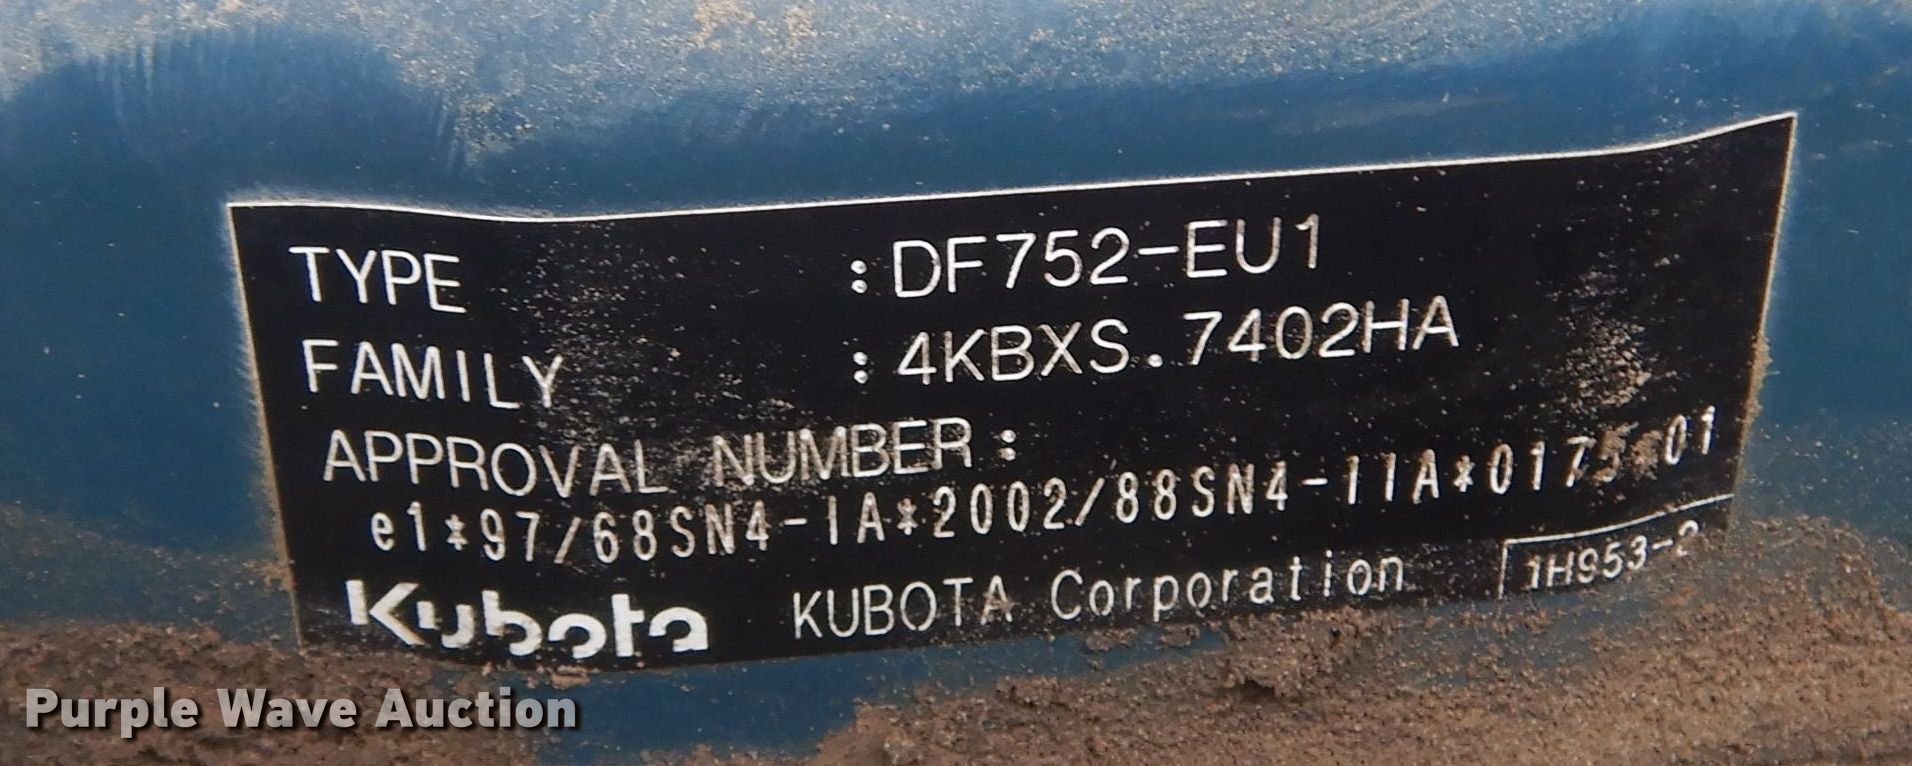 TYPE : DF752-EU1
FAMILY : 4KBXS.7402HA
APPROVAL NUMBER :
e1*97/68SN4-IA*2002/88SN4-11A*0175*01
Kubota KUBOTA Corporation 1H953-2
Purple Wave Auction